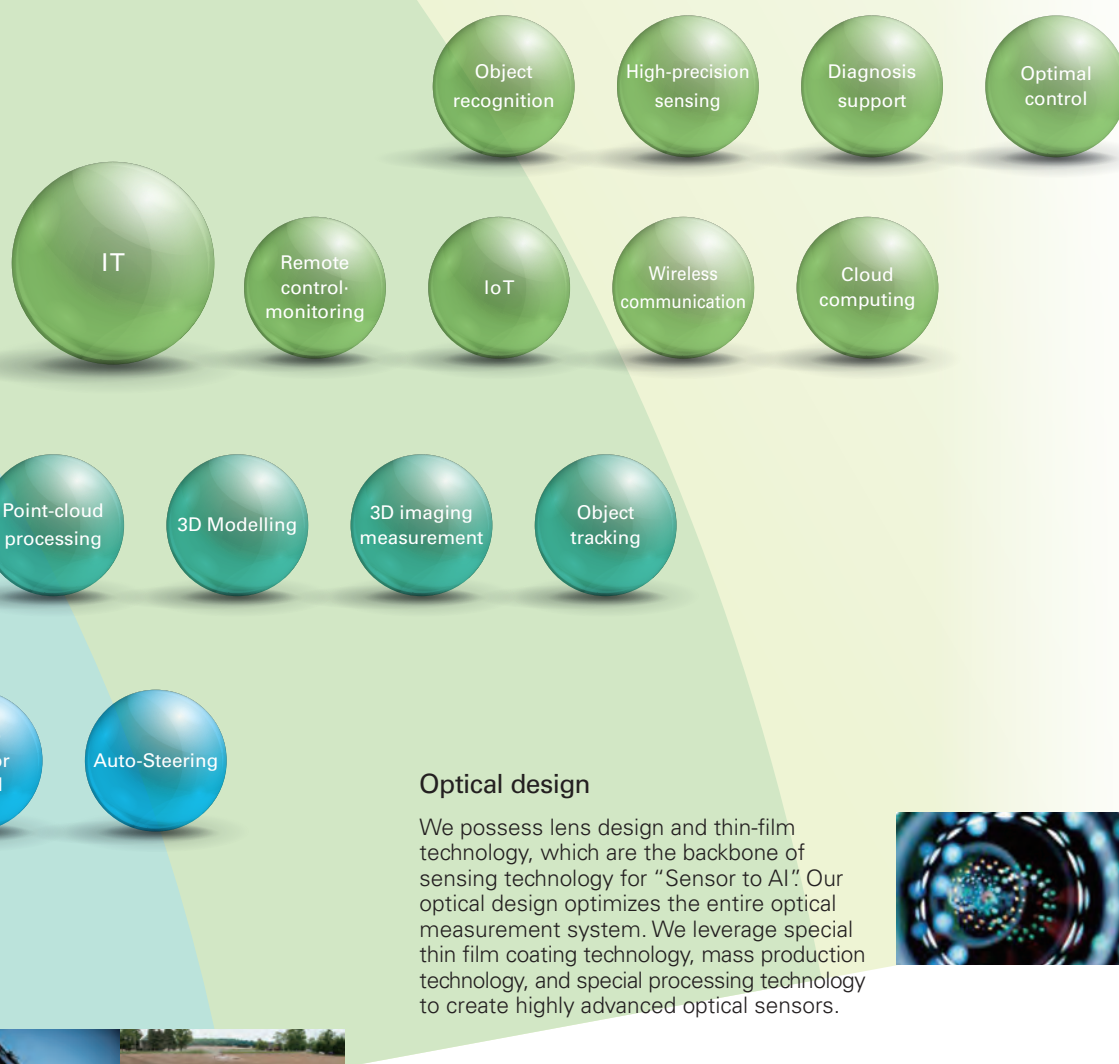 Object
recognition
High-precision
sensing
Diagnosis
support
Optimal
control
IT
Remote
control·
monitoring
IoT
Wireless
communication
Cloud
computing
Point-cloud
processing
3D Modelling
3D imaging
measurement
Object
tracking
Auto-Steering
Optical design
We possess lens design and thin-film
technology, which are the backbone of
sensing technology for “Sensor to AI”. Our
optical design optimizes the entire optical
measurement system. We leverage special
thin film coating technology, mass production
technology, and special processing technology
to create highly advanced optical sensors.